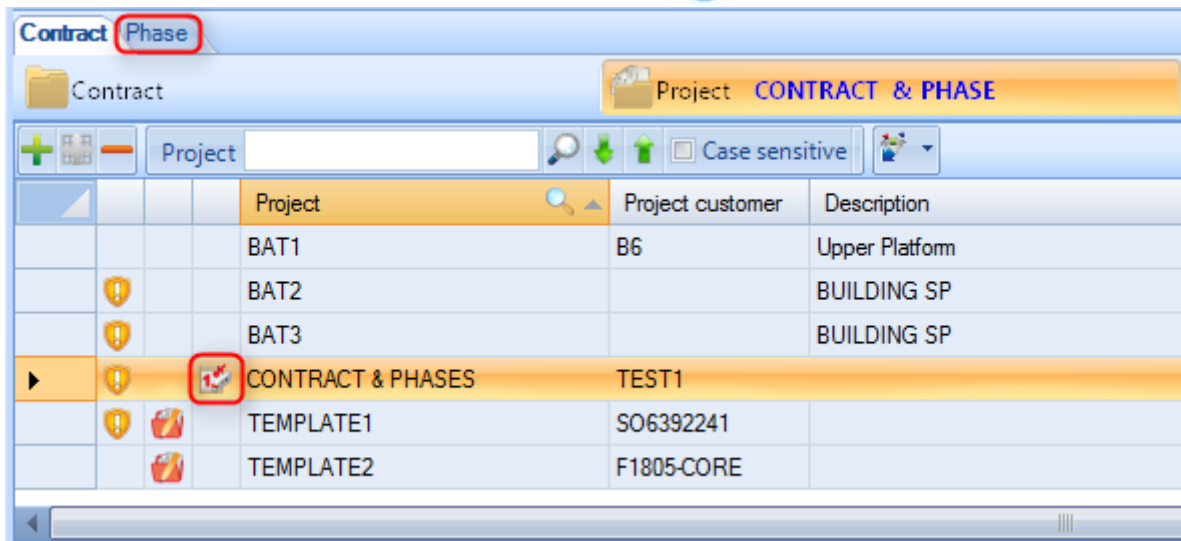 Contract Phase
Contract Project CONTRACT & PHASE
Project Case sensitive
Project Project customer Description
BAT1 B6 Upper Platform
BAT2 BUILDING SP
BAT3 BUILDING SP
CONTRACT & PHASES TEST1
TEMPLATE1 SO6392241
TEMPLATE2 F1805-CORE